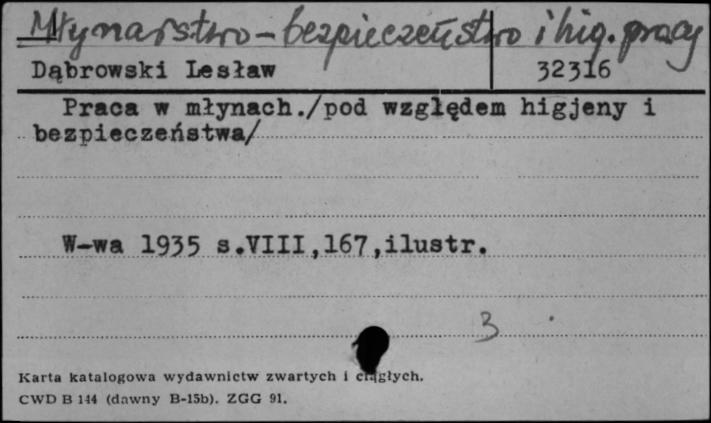 Młynarstwo - bezpieczeństwo i hig. pracy
Dąbrowski Lesław 32316
Praca w młynach./pod względem higjeny i
bezpieczeństwa/
W-wa 1935 s.VIII,167,ilustr.
3
Karta katalogowa wydawnictw zwartych i ciągłych.
CWD B 144 (dawny B-15b). ZGG 91.